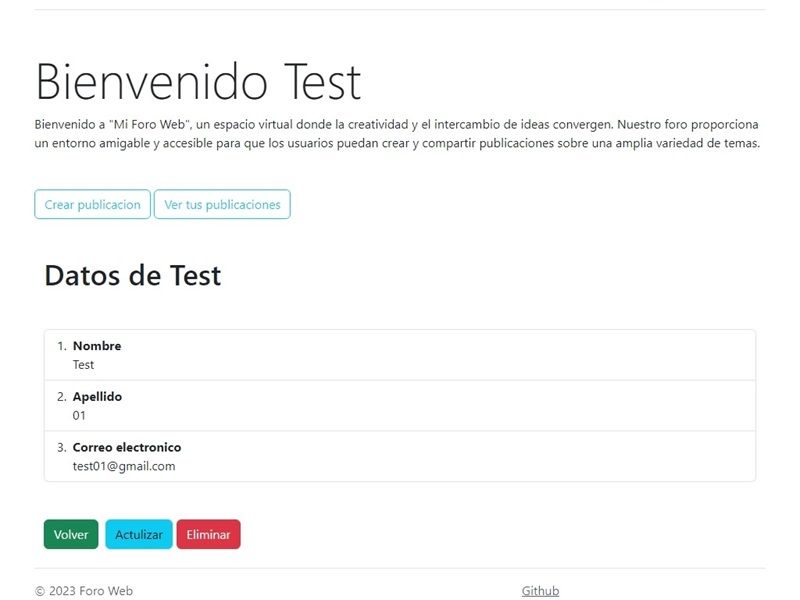 Bienvenido Test
Bienvenido a "Mi Foro Web", un espacio virtual donde la creatividad y el intercambio de ideas convergen. Nuestro foro proporciona
un entorno amigable y accesible para que los usuarios puedan crear y compartir publicaciones sobre una amplia variedad de temas.
Crear publicacion Ver tus publicaciones
Datos de Test
1. Nombre
Test
2. Apellido
01
3. Correo electronico
test01@gmail.com
Volver Actulizar Eliminar
© 2023 Foro Web Github